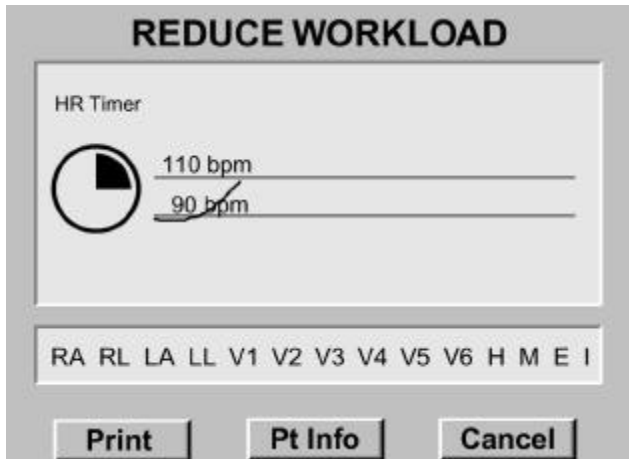 REDUCE WORKLOAD
HR Timer
110 bpm
90 bpm
RA RL LA LL V1 V2 V3 V4 V5 V6 H M E I
Print Pt Info Cancel